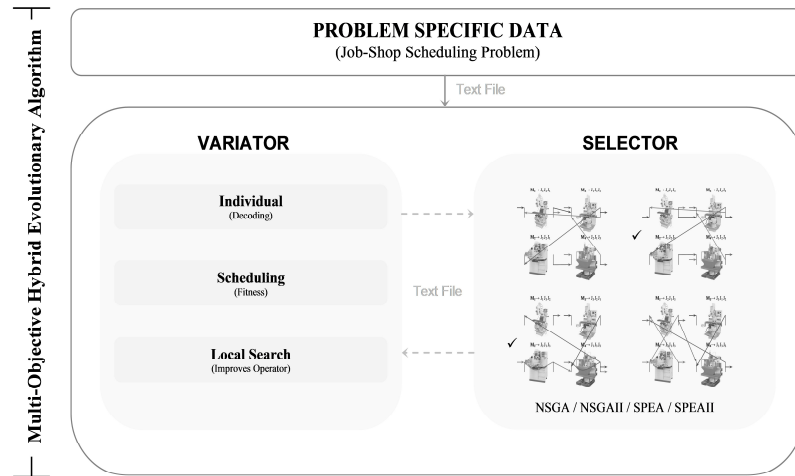 Multi-Objective Hybrid Evolutionary Algorithm
PROBLEM SPECIFIC DATA
(Job-Shop Scheduling Problem)
Text File
VARIATOR
Individual
(Decoding)
Scheduling
(Fitness)
Local Search
(Improves Operator)
Text File
SELECTOR
NSGA / NSGAII / SPEA / SPEAII